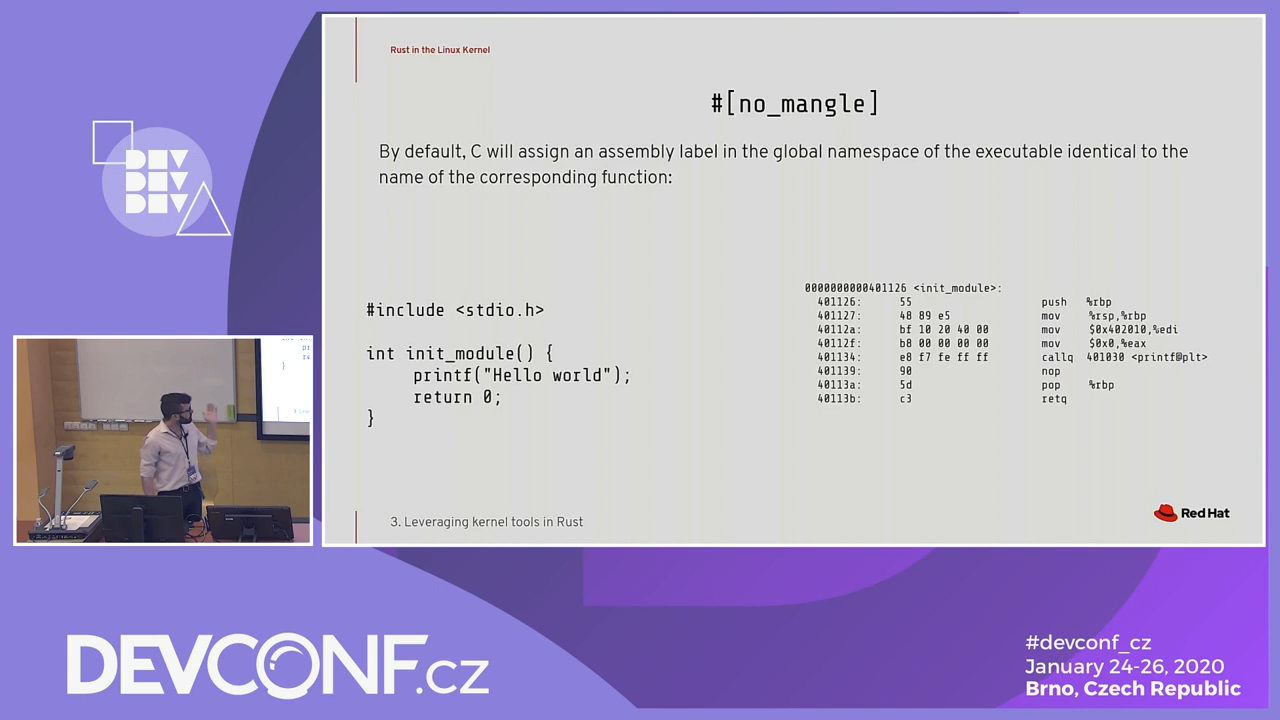 Rust in the Linux Kernel
#[no_mangle]
By default, C will assign an assembly label in the global namespace of the executable identical to the
name of the corresponding function:
#include <stdio.h>
int init_module() {
printf("Hello world");
return 0;
}
0000000000401126 <init_module>:
401126: 55 push %rbp
401127: 48 89 e5 mov %rsp,%rbp
40112a: bf 10 20 40 00 mov $0x402010,%edi
40112f: b8 00 00 00 00 mov $0x0,%eax
401134: e8 f7 fe ff ff callq 401030 <printf@plt>
401139: 90 nop
40113a: 5d pop %rbp
40113b: c3 retq
3. Leveraging kernel tools in Rust
Red Hat
DEV
DEV
DEV
DEVCONF.cz
#devconf_cz
January 24-26, 2020
Brno, Czech Republic